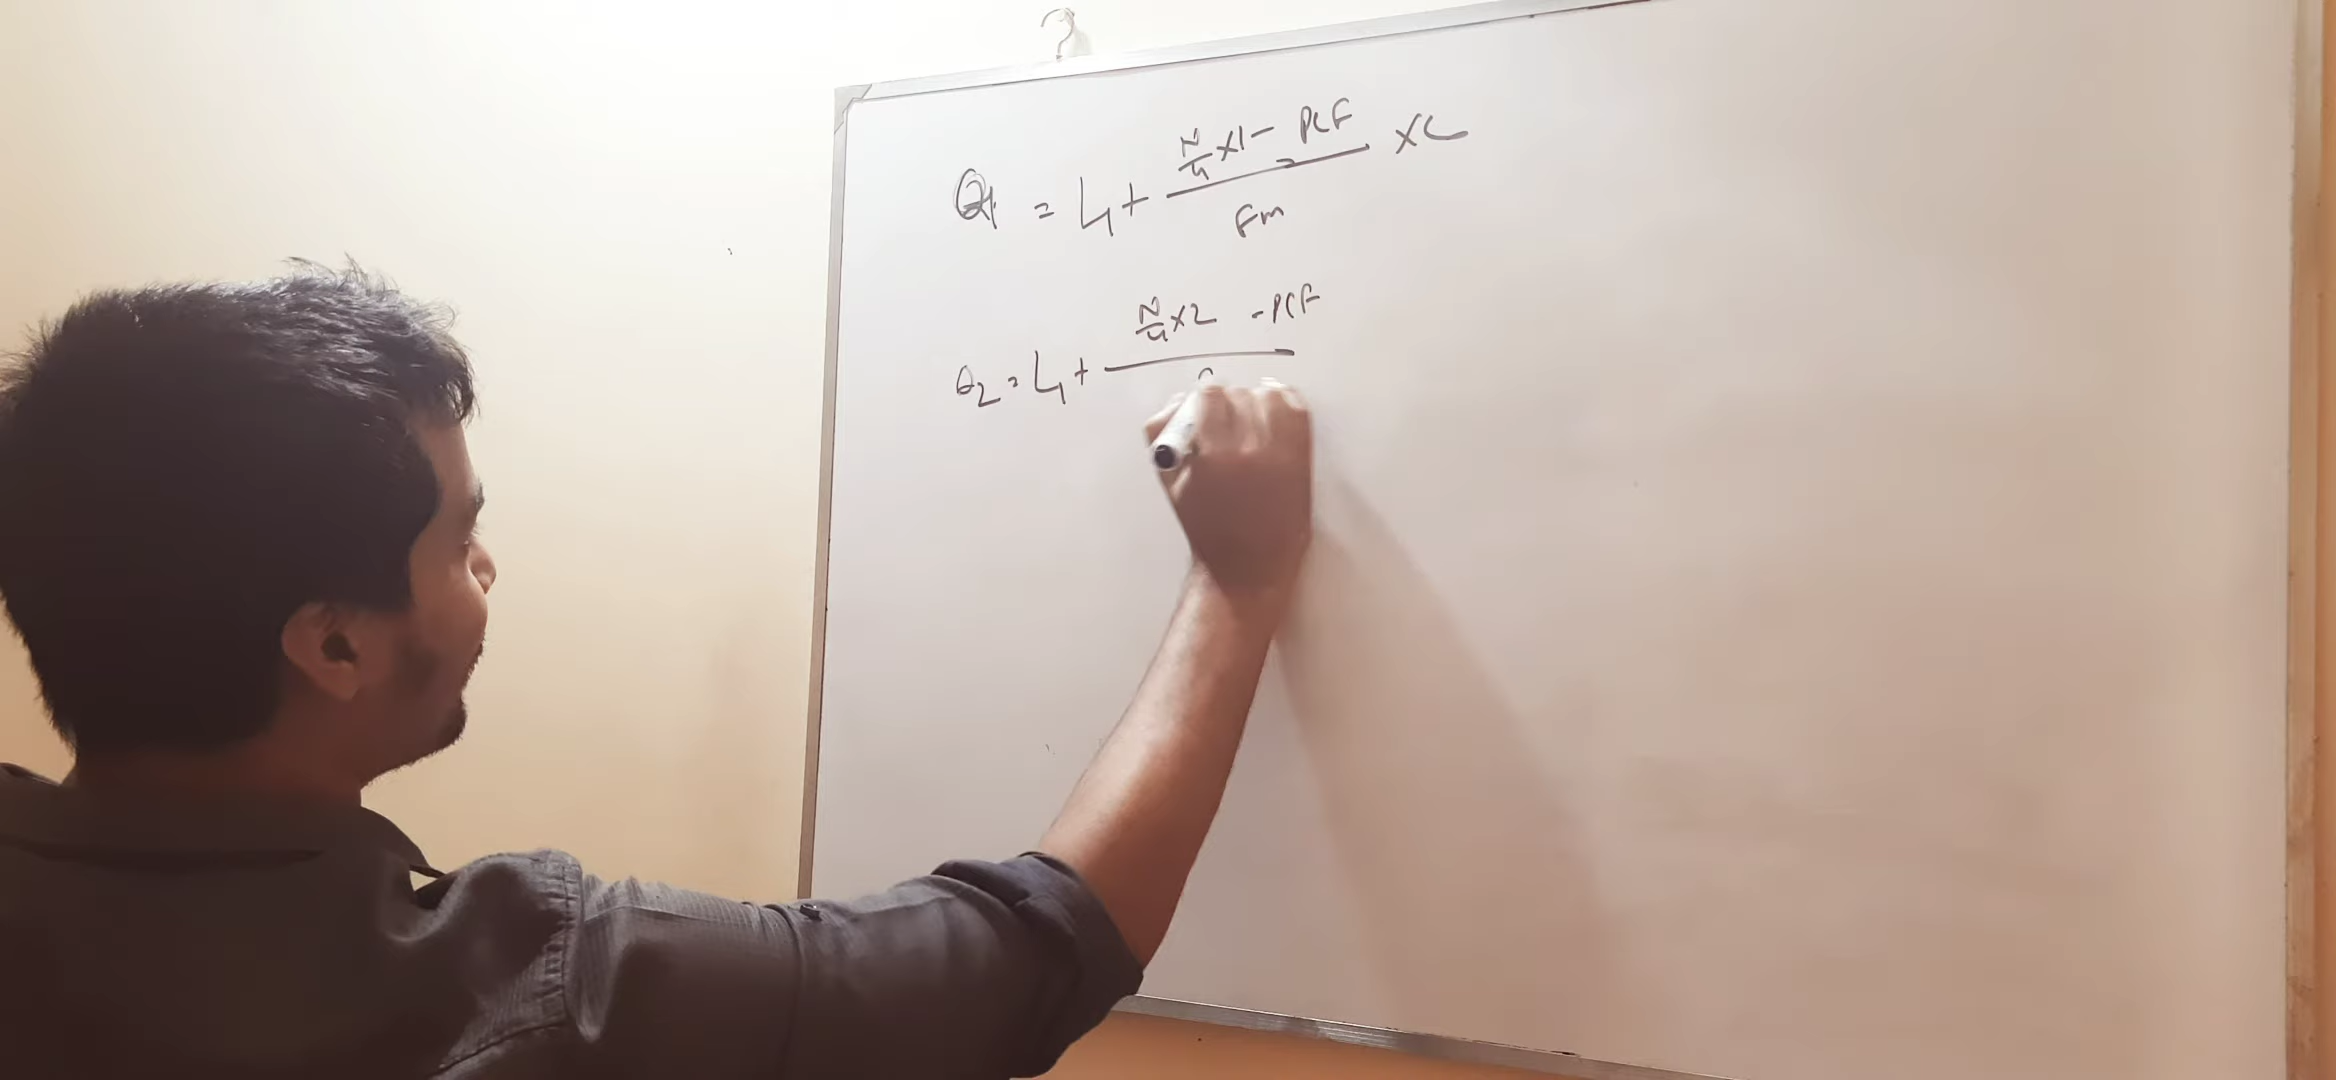 Q1 = L1 + (N/4 × 1 - PCF) / Fm × C
Q2 = L1 + (N/4 × 2 - PCF) /